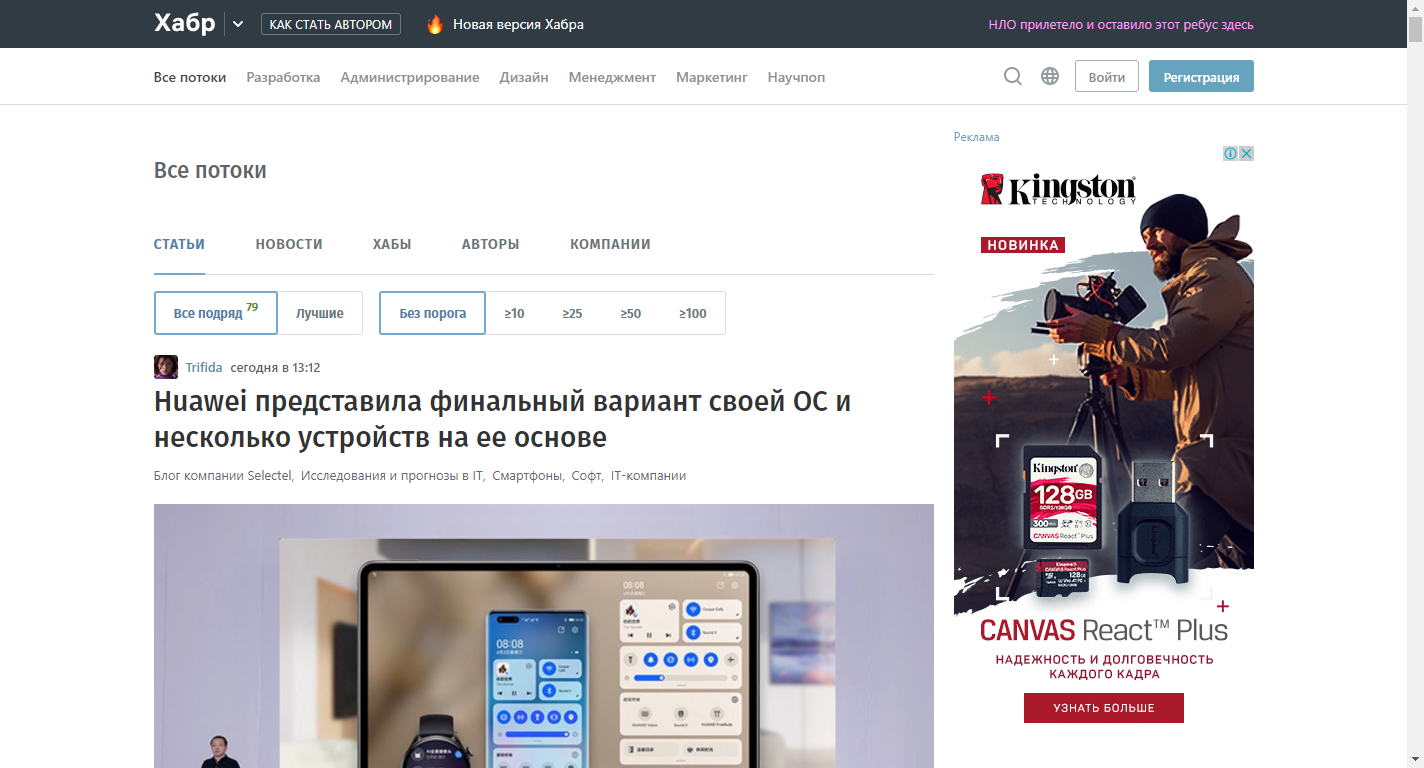 Хабр
КАК СТАТЬ АВТОРОМ
Новая версия Хабра
НЛО прилетело и оставило этот ребус здесь
Все потоки Разработка Администрирование Дизайн Менеджмент Маркетинг Научпоп
Войти
Регистрация
Реклама
Все потоки
СТАТЬИ НОВОСТИ ХАБЫ АВТОРЫ КОМПАНИИ
Все подряд 79
Лучшие
Без порога
≥10 ≥25 ≥50 ≥100
Trifida сегодня в 13:12
Huawei представила финальный вариант своей ОС и
несколько устройств на ее основе
Блог компании Selectel, Исследования и прогнозы в IT, Смартфоны, Софт, IT-компании
08:08
08:08
Kingston
TECHNOLOGY
НОВИНКА
Kingston
128GB
300
CANVAS React Plus
128GB
CANVAS React™ Plus
НАДЕЖНОСТЬ И ДОЛГОВЕЧНОСТЬ
КАЖДОГО КАДРА
УЗНАТЬ БОЛЬШЕ